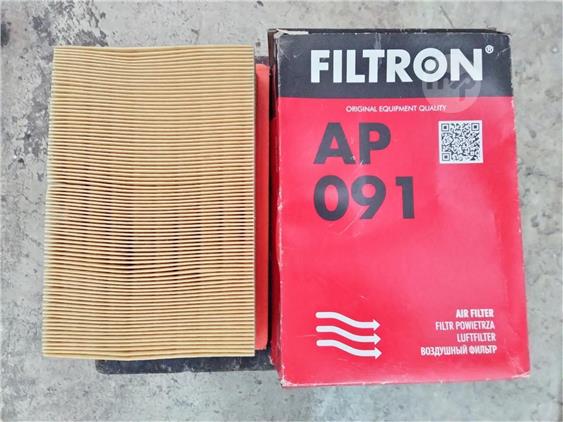 FILTRON®
ORIGINAL EQUIPMENT QUALITY
AP
091
AIR FILTER
FILTR POWIETRZA
LUFTFILTER
ВОЗДУШНЫЙ ФИЛЬТР